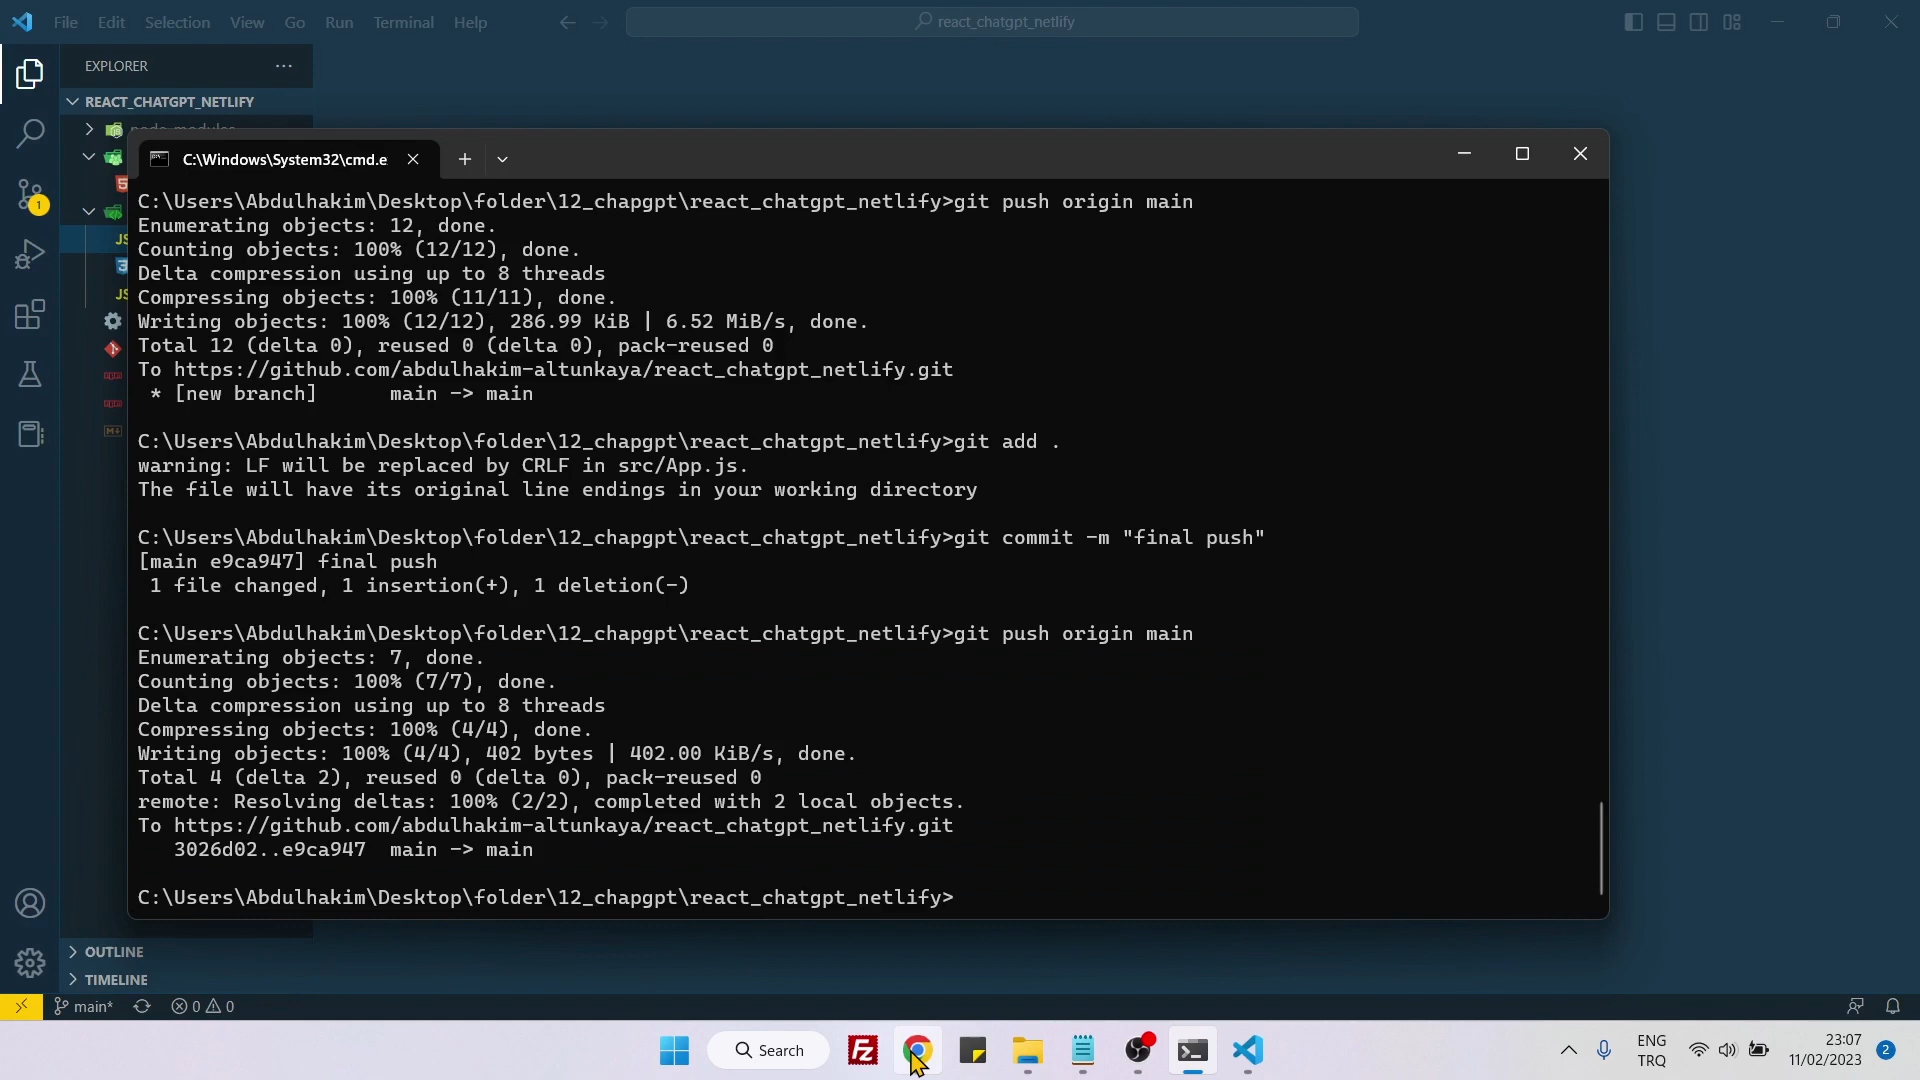 File Edit Selection View Go Run Terminal Help
react_chatgpt_netlify
EXPLORER
REACT_CHATGPT_NETLIFY
node_modules
C:\Windows\System32\cmd.e
C:\Users\Abdulhakim\Desktop\folder\12_chapgpt\react_chatgpt_netlify>git push origin main
Enumerating objects: 12, done.
Counting objects: 100% (12/12), done.
Delta compression using up to 8 threads
Compressing objects: 100% (11/11), done.
Writing objects: 100% (12/12), 286.99 KiB | 6.52 MiB/s, done.
Total 12 (delta 0), reused 0 (delta 0), pack-reused 0
To https://github.com/abdulhakim-altunkaya/react_chatgpt_netlify.git
* [new branch] main -> main
C:\Users\Abdulhakim\Desktop\folder\12_chapgpt\react_chatgpt_netlify>git add .
warning: LF will be replaced by CRLF in src/App.js.
The file will have its original line endings in your working directory
C:\Users\Abdulhakim\Desktop\folder\12_chapgpt\react_chatgpt_netlify>git commit -m "final push"
[main e9ca947] final push
1 file changed, 1 insertion(+), 1 deletion(-)
C:\Users\Abdulhakim\Desktop\folder\12_chapgpt\react_chatgpt_netlify>git push origin main
Enumerating objects: 7, done.
Counting objects: 100% (7/7), done.
Delta compression using up to 8 threads
Compressing objects: 100% (4/4), done.
Writing objects: 100% (4/4), 402 bytes | 402.00 KiB/s, done.
Total 4 (delta 2), reused 0 (delta 0), pack-reused 0
remote: Resolving deltas: 100% (2/2), completed with 2 local objects.
To https://github.com/abdulhakim-altunkaya/react_chatgpt_netlify.git
3026d02..e9ca947 main -> main
C:\Users\Abdulhakim\Desktop\folder\12_chapgpt\react_chatgpt_netlify>
1
JS
JS
M↓
OUTLINE
TIMELINE
main* 0 0
Search
Fz
ENG
TRQ
23:07
11/02/2023
2